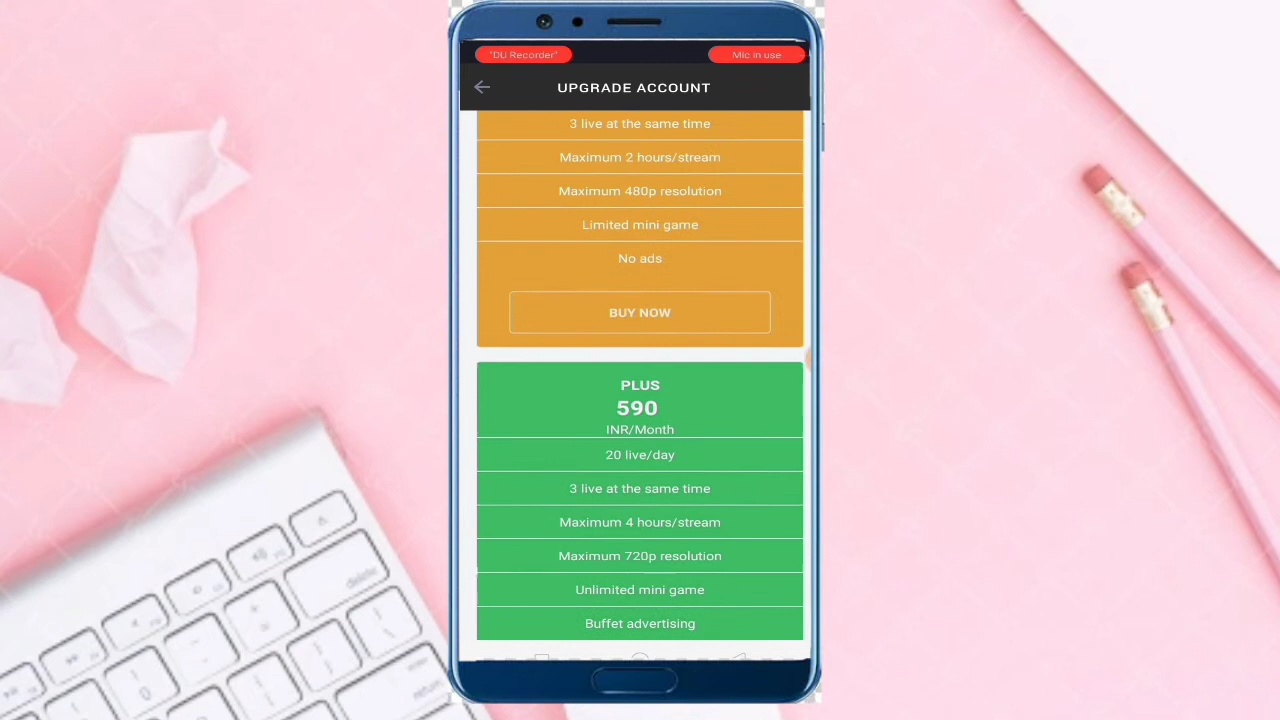 "DU Recorder"
Mic in use
UPGRADE ACCOUNT
3 live at the same time
Maximum 2 hours/stream
Maximum 480p resolution
Limited mini game
No ads
BUY NOW
PLUS
590
INR/Month
20 live/day
3 live at the same time
Maximum 4 hours/stream
Maximum 720p resolution
Unlimited mini game
Buffet advertising
delete